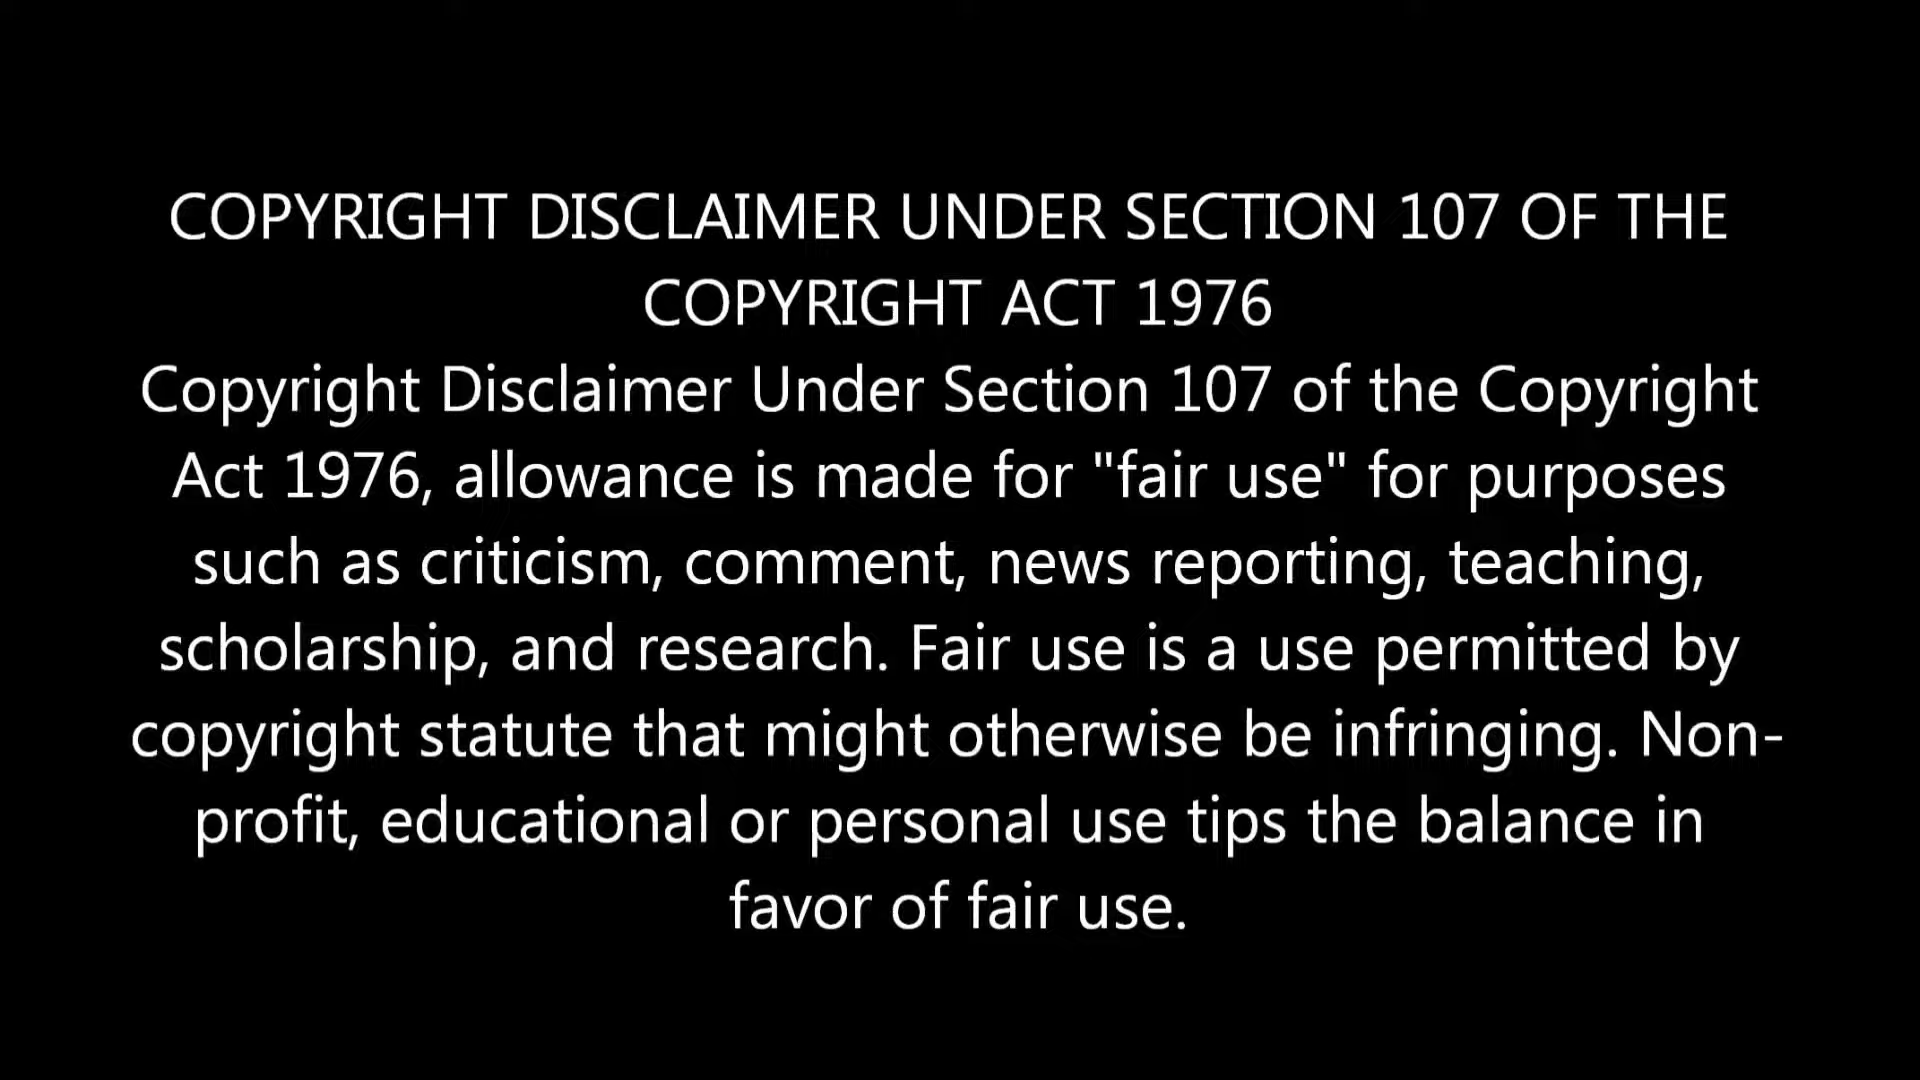 COPYRIGHT DISCLAIMER UNDER SECTION 107 OF THE
COPYRIGHT ACT 1976
Copyright Disclaimer Under Section 107 of the Copyright
Act 1976, allowance is made for "fair use" for purposes
such as criticism, comment, news reporting, teaching,
scholarship, and research. Fair use is a use permitted by
copyright statute that might otherwise be infringing. Non-
profit, educational or personal use tips the balance in
favor of fair use.